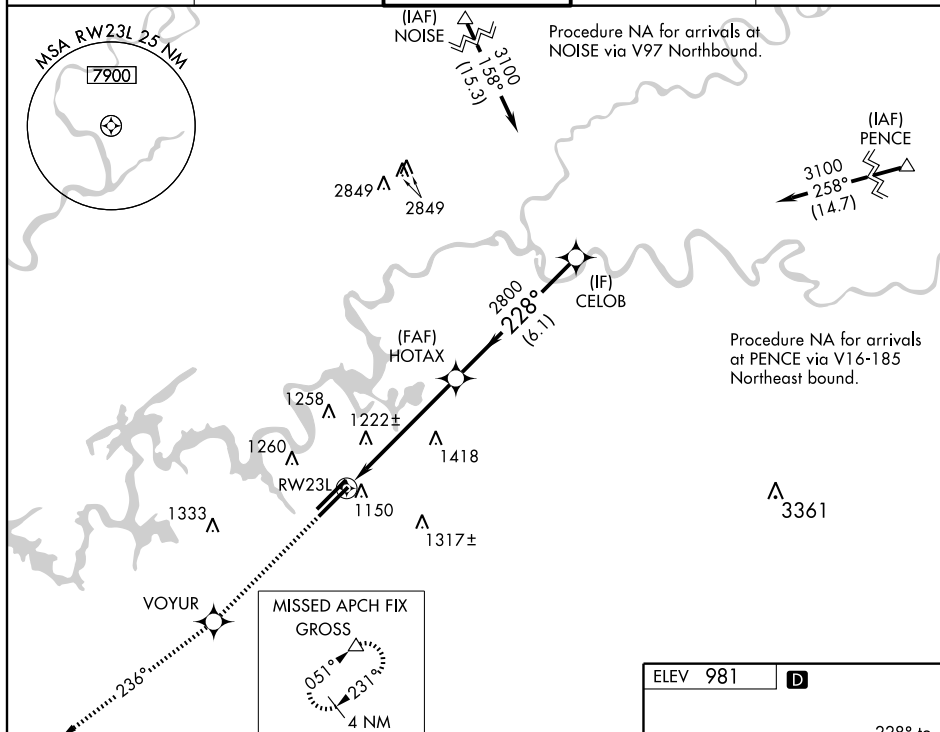 MSA RW23L 25 NM
7900
(IAF)
NOISE
3100
158°
(15.3)
Procedure NA for arrivals at
NOISE via V97 Northbound.
(IAF)
PENCE
3100
258°
(14.7)
2849
2849
(IF)
CELOB
2800
228°
(6.1)
(FAF)
HOTAX
Procedure NA for arrivals
at PENCE via V16-185
Northeast bound.
1258
1222±
1260
1418
RW23L
1150
3361
1333
1317±
VOYUR
236°
MISSED APCH FIX
GROSS
051°
231°
4 NM
ELEV 981
D